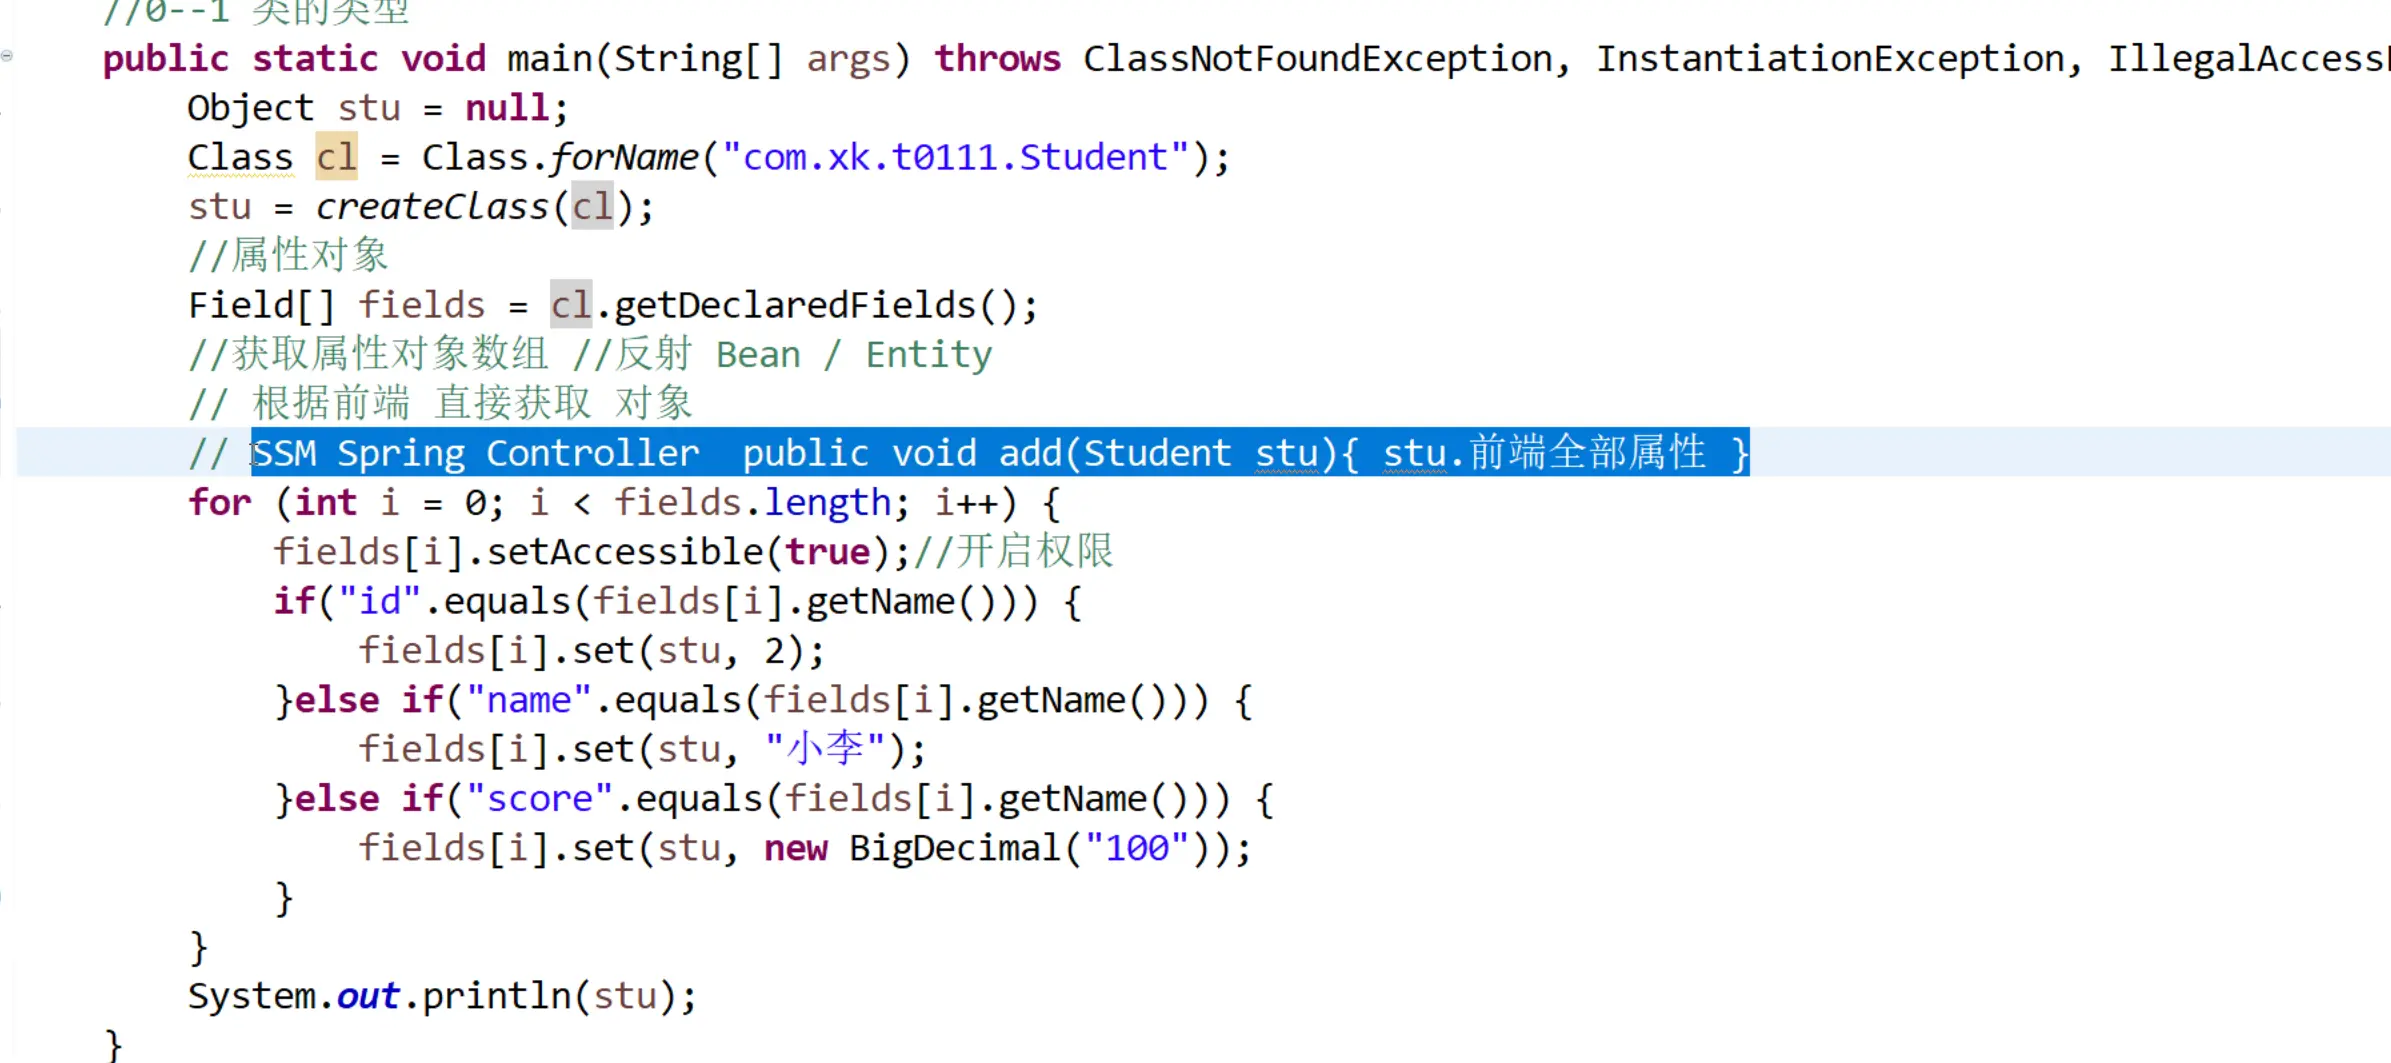 //0--1 类的类型
public static void main(String[] args) throws ClassNotFoundException, InstantiationException, IllegalAccess
Object stu = null;
Class cl = Class.forName("com.xk.t0111.Student");
stu = createClass(cl);
//属性对象
Field[] fields = cl.getDeclaredFields();
//获取属性对象数组 //反射 Bean / Entity
// 根据前端 直接获取 对象
// SSM Spring Controller  public void add(Student stu){ stu.前端全部属性 }
for (int i = 0; i < fields.length; i++) {
fields[i].setAccessible(true);//开启权限
if("id".equals(fields[i].getName())) {
fields[i].set(stu, 2);
}else if("name".equals(fields[i].getName())) {
fields[i].set(stu, "小李");
}else if("score".equals(fields[i].getName())) {
fields[i].set(stu, new BigDecimal("100"));
}
}
System.out.println(stu);
}